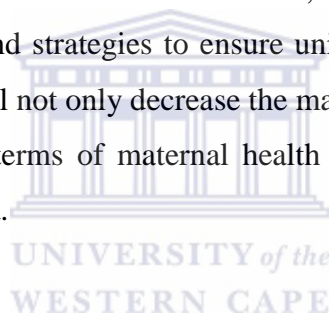 nd strategies to ensure uni
l not only decrease the ma
terms of maternal health
.
UNIVERSITY of the
WESTERN CAPE